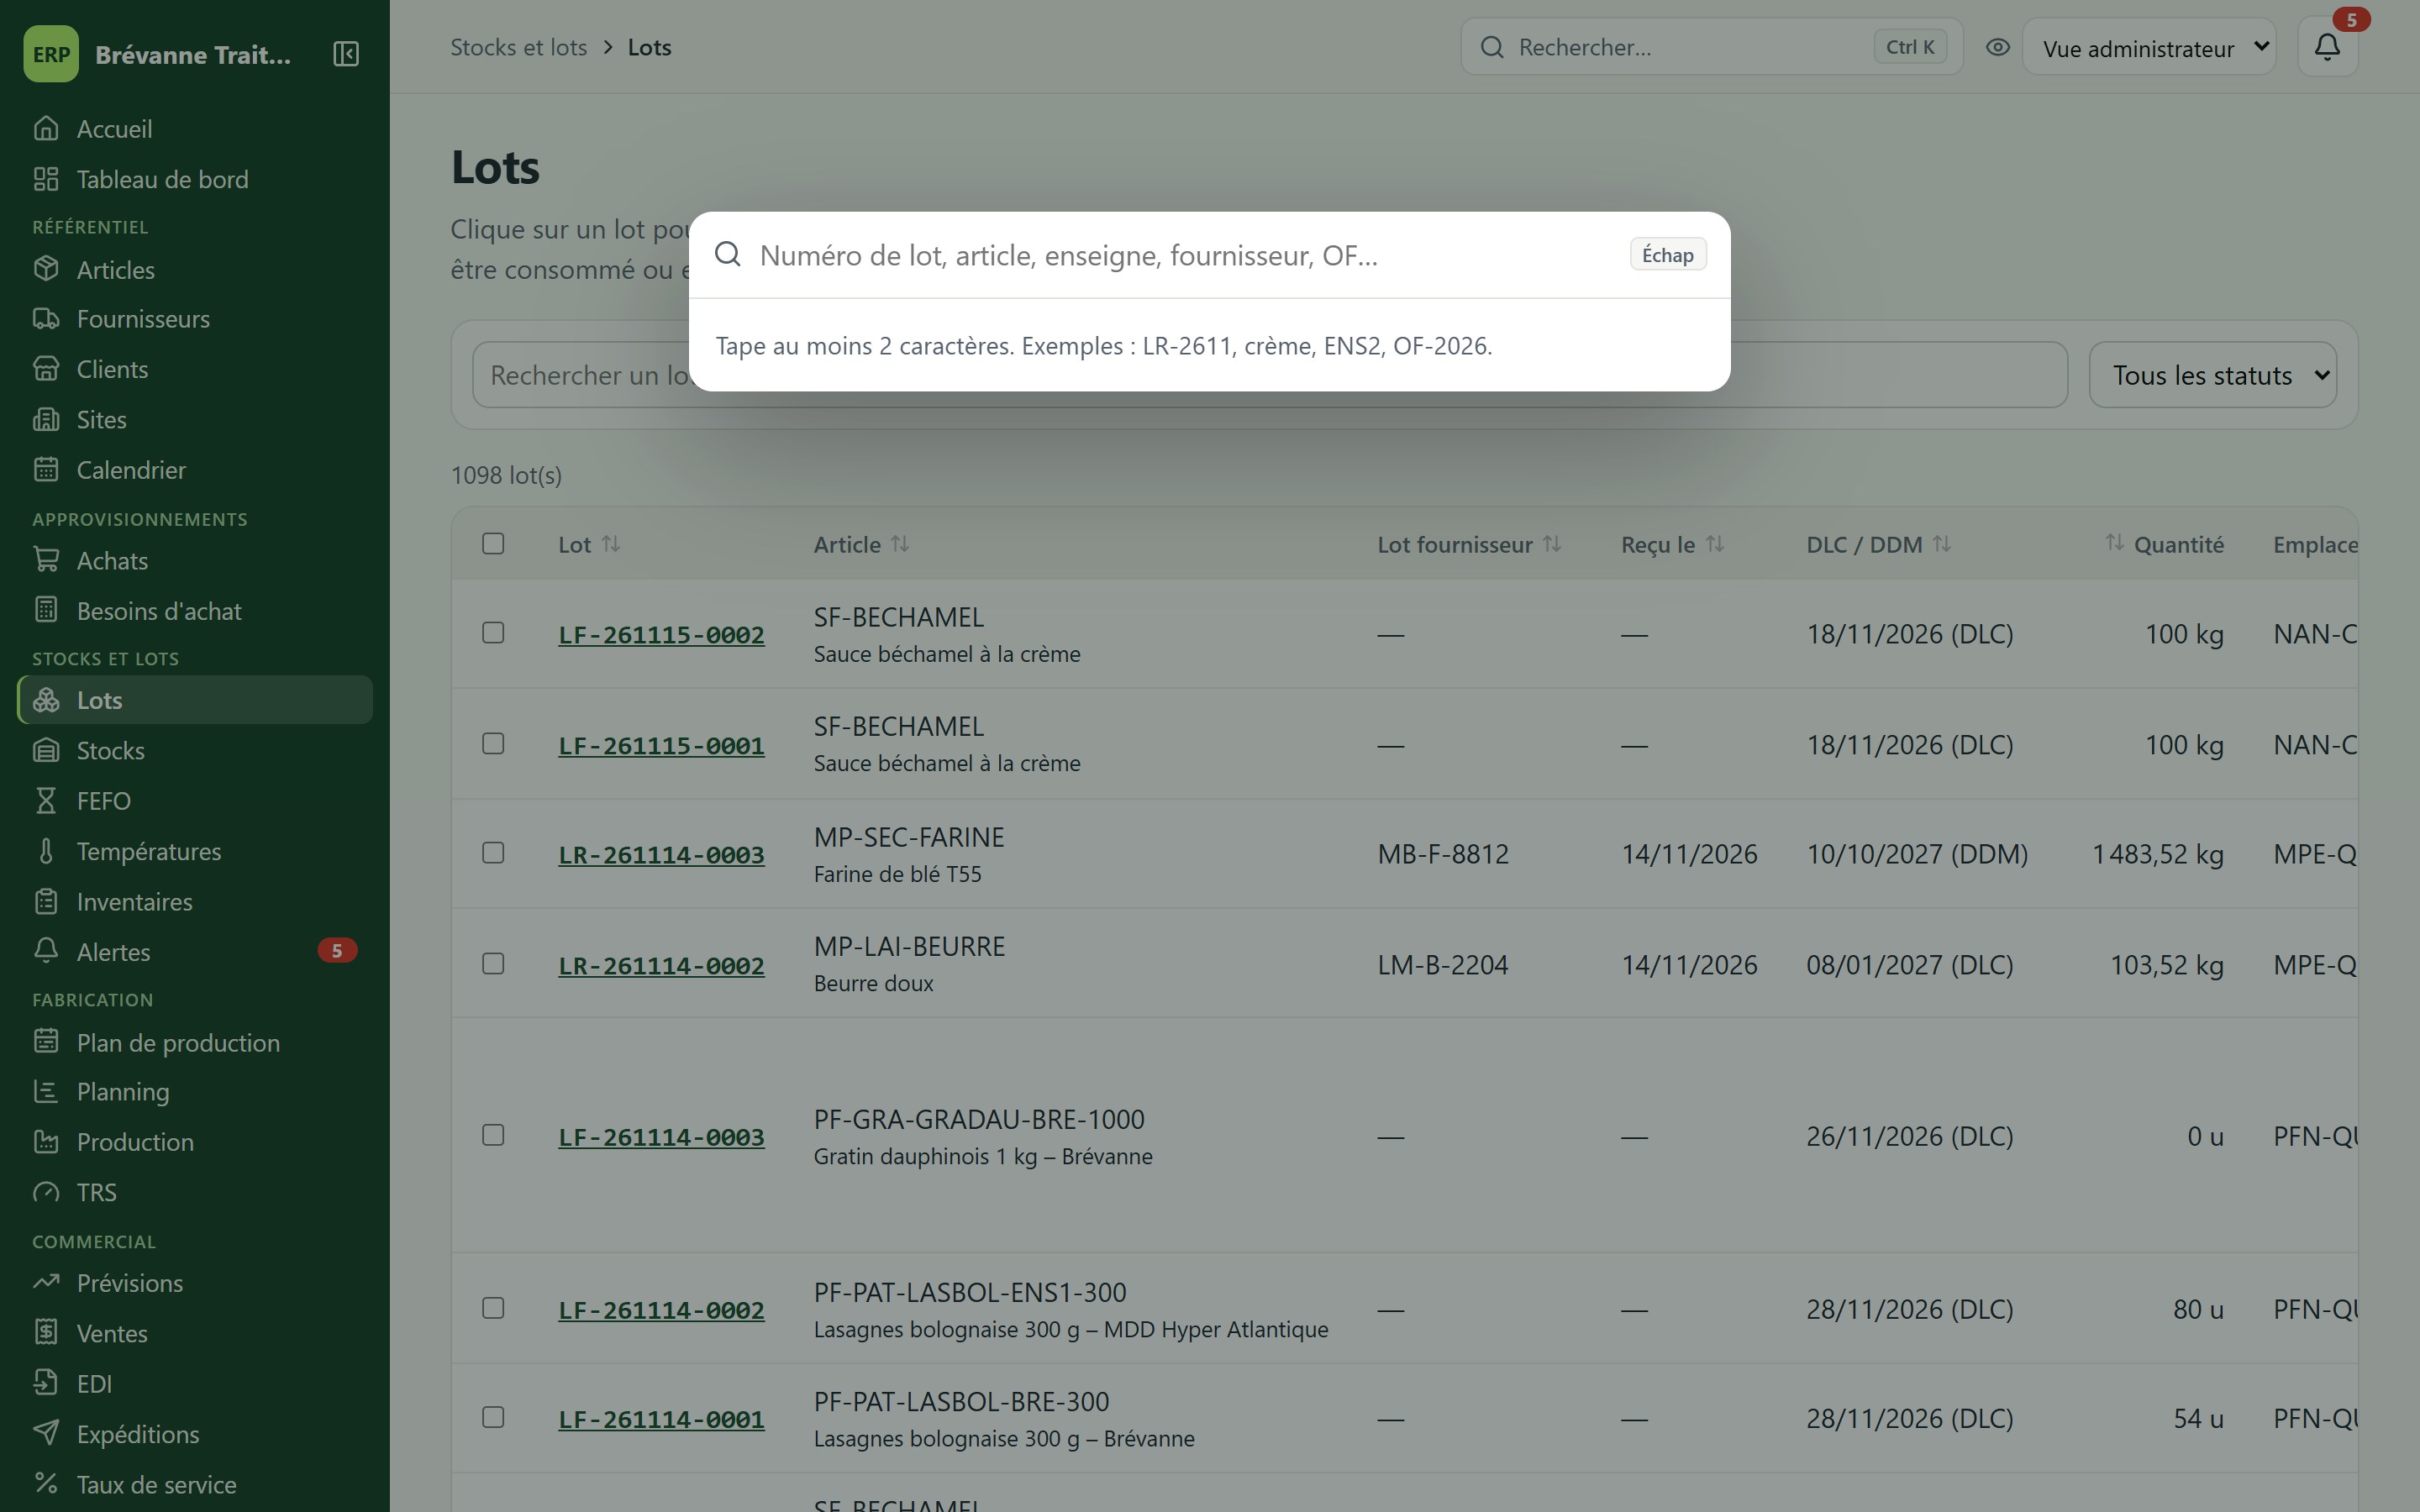 ERP Brévanne Trait...
Accueil
Tableau de bord
RÉFÉRENTIEL
Articles
Fournisseurs
Clients
Sites
Calendrier
APPROVISIONNEMENTS
Achats
Besoins d'achat
STOCKS ET LOTS
Lots
Stocks
FEFO
Températures
Inventaires
Alertes 5
FABRICATION
Plan de production
Planning
Production
TRS
COMMERCIAL
Prévisions
Ventes
EDI
Expéditions
Taux de service
Stocks et lots > Lots
Rechercher... Ctrl K
Vue administrateur
5
Lots
Clique sur un lot
être consommé ou
Numéro de lot, article, enseigne, fournisseur, OF...
Échap
Tape au moins 2 caractères. Exemples : LR-2611, crème, ENS2, OF-2026.
Rechercher un
Tous les statuts
1098 lot(s)
Lot Article Lot fournisseur Reçu le DLC / DDM Quantité Emplace
LF-261115-0002 SF-BECHAMEL — — 18/11/2026 (DLC) 100 kg NAN-C
Sauce béchamel à la crème
LF-261115-0001 SF-BECHAMEL — — 18/11/2026 (DLC) 100 kg NAN-C
Sauce béchamel à la crème
LR-261114-0003 MP-SEC-FARINE MB-F-8812 14/11/2026 10/10/2027 (DDM) 1 483,52 kg MPE-Q
Farine de blé T55
LR-261114-0002 MP-LAI-BEURRE LM-B-2204 14/11/2026 08/01/2027 (DLC) 103,52 kg MPE-Q
Beurre doux
LF-261114-0003 PF-GRA-GRADAU-BRE-1000 — — 26/11/2026 (DLC) 0 u PFN-QU
Gratin dauphinois 1 kg – Brévanne
LF-261114-0002 PF-PAT-LASBOL-ENS1-300 — — 28/11/2026 (DLC) 80 u PFN-QU
Lasagnes bolognaise 300 g – MDD Hyper Atlantique
LF-261114-0001 PF-PAT-LASBOL-BRE-300 — — 28/11/2026 (DLC) 54 u PFN-QU
Lasagnes bolognaise 300 g – Brévanne
SF-BECHAMEL